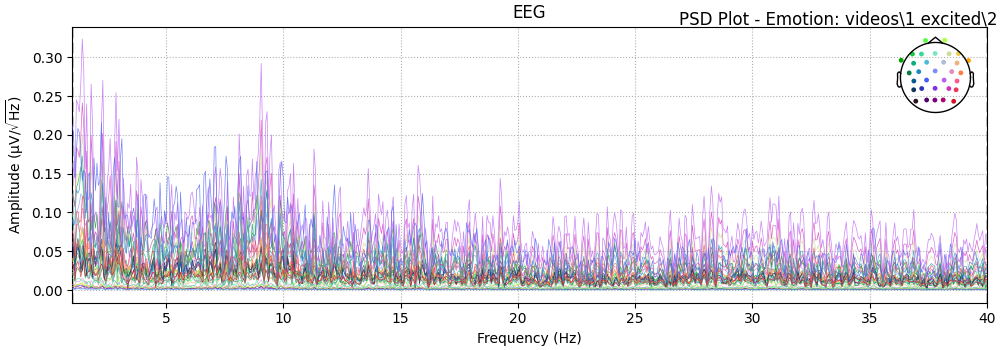 EEG
PSD Plot - Emotion: videos\1 excited\2
0.30
0.25
0.20
0.15
0.10
0.05
0.00
Amplitude (µV/√Hz)
5 10 15 20 25 30 35 40
Frequency (Hz)